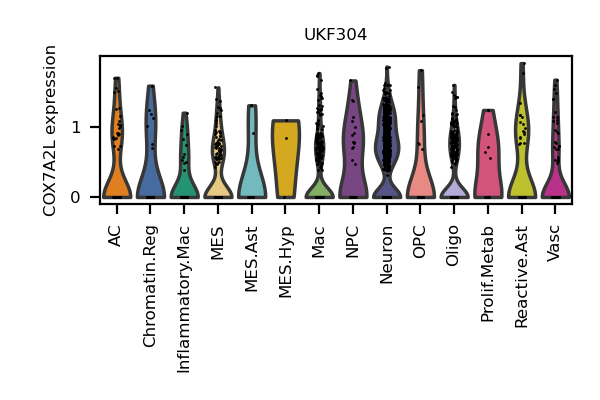 UKF304
COX7A2L expression
1
0
AC
Chromatin.Reg
Inflammatory.Mac
MES
MES.Ast
MES.Hyp
Mac
NPC
Neuron
OPC
Oligo
Prolif.Metab
Reactive.Ast
Vasc